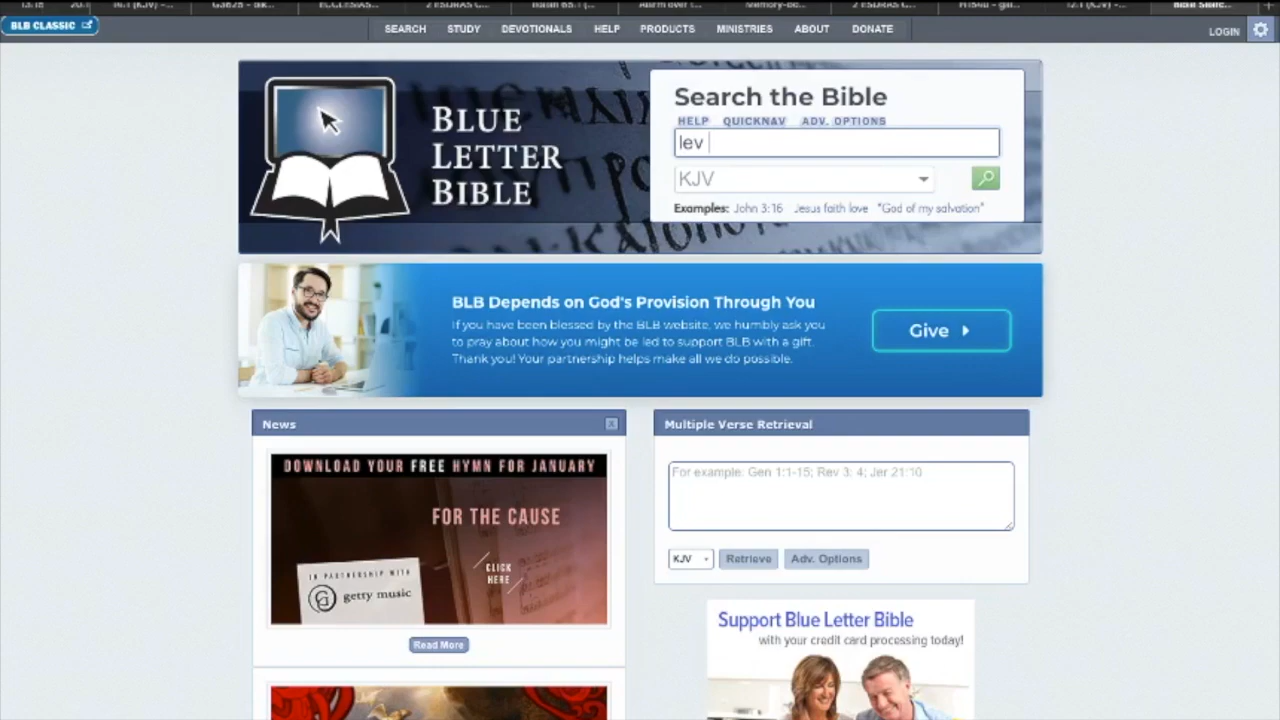 BLB CLASSIC
SEARCH STUDY DEVOTIONALS HELP PRODUCTS MINISTRIES ABOUT DONATE
LOGIN
BLUE
LETTER
BIBLE
Search the Bible
HELP QUICKNAV ADV. OPTIONS
lev
KJV
Examples: John 3:16 Jesus faith love "God of my salvation"
BLB Depends on God's Provision Through You
If you have been blessed by the BLB website, we humbly ask you
to pray about how you might be led to support BLB with a gift.
Thank you! Your partnership helps make all we do possible.
Give
News
X
DOWNLOAD YOUR FREE HYMN FOR JANUARY
FOR THE CAUSE
CLICK
HERE
IN PARTNERSHIP WITH
getty music
Read More
Multiple Verse Retrieval
For example: Gen 1:1-15; Rev 3: 4; Jer 21:10
KJV Retrieve Adv. Options
Support Blue Letter Bible
with your credit card processing today!